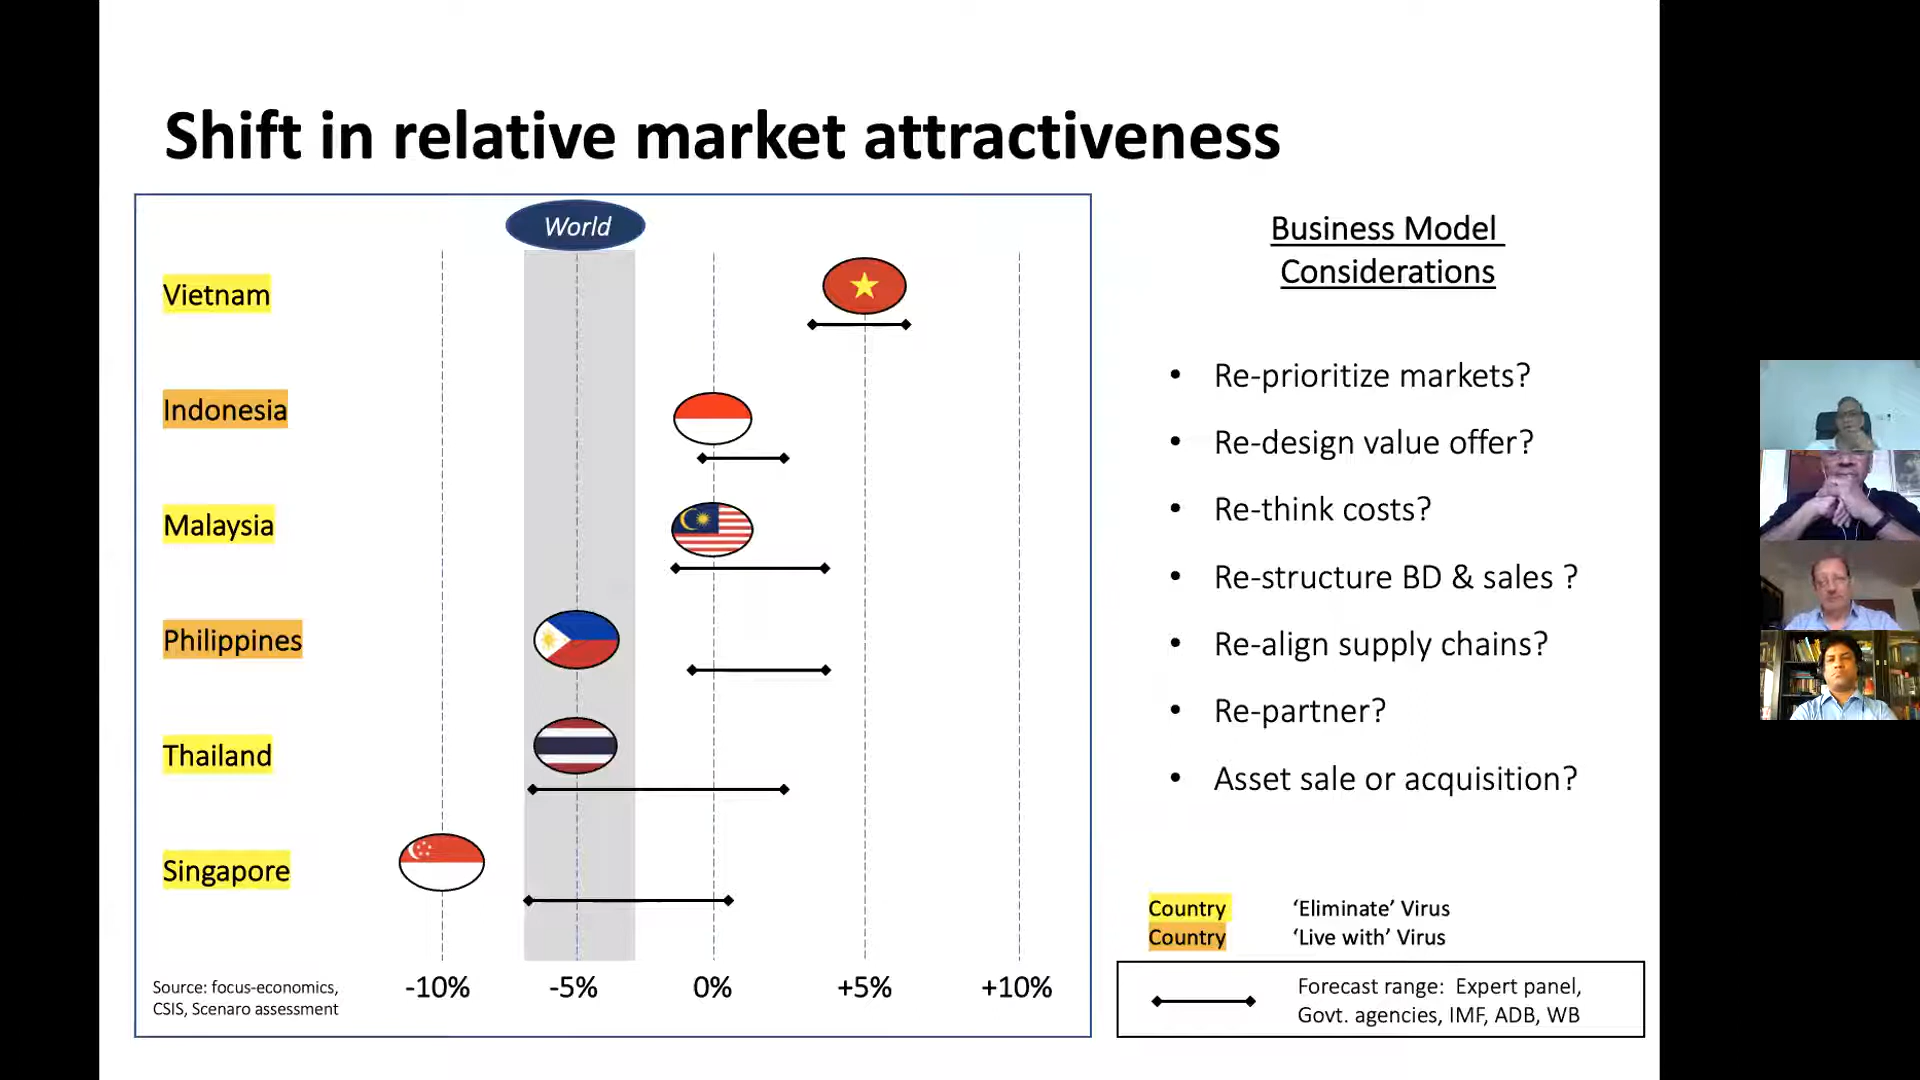 Shift in relative market attractiveness
World
Vietnam
Indonesia
Malaysia
Philippines
Thailand
Singapore
Source: focus-economics,
CSIS, Scenaro assessment
-10%
-5%
0%
+5%
+10%
Business Model
Considerations
• Re-prioritize markets?
• Re-design value offer?
• Re-think costs?
• Re-structure BD & sales ?
• Re-align supply chains?
• Re-partner?
• Asset sale or acquisition?
Country ‘Eliminate’ Virus
Country ‘Live with’ Virus
Forecast range: Expert panel,
Govt. agencies, IMF, ADB, WB